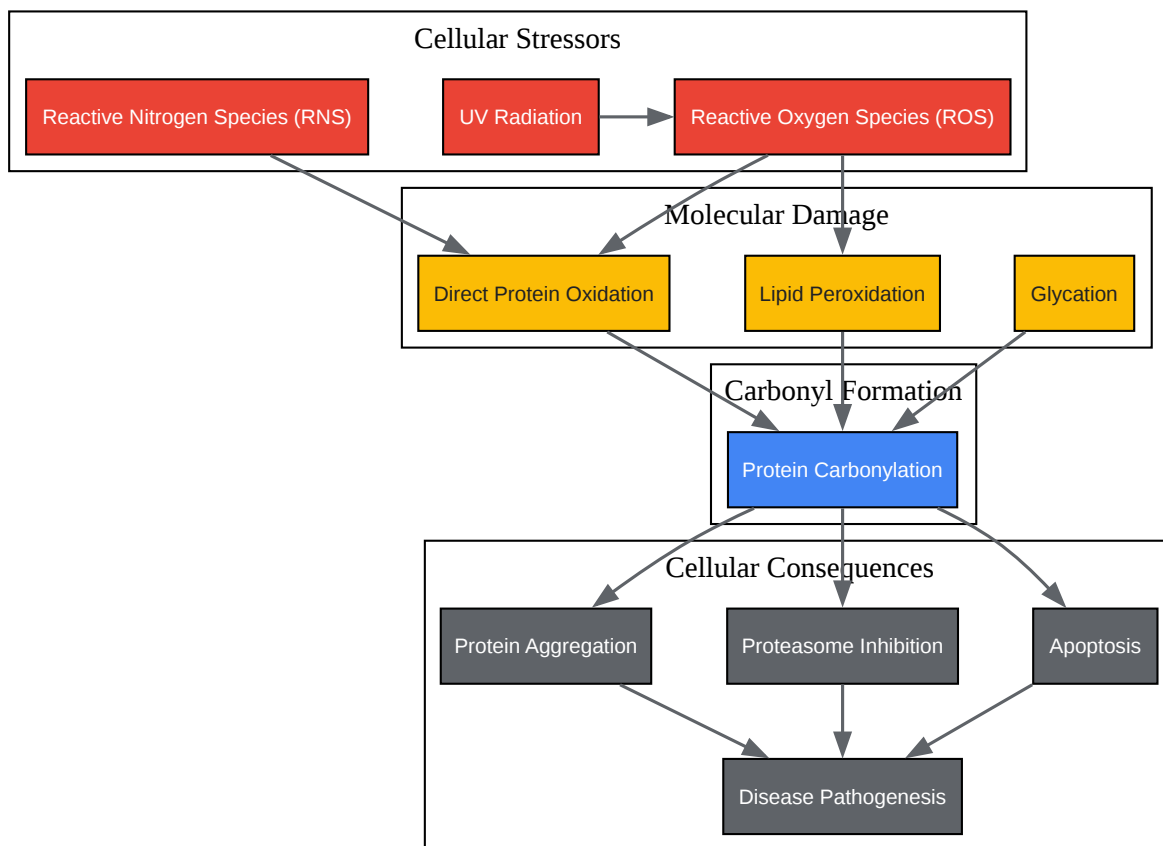 Cellular Stressors
Reactive Nitrogen Species (RNS)
UV Radiation
Reactive Oxygen Species (ROS)
Molecular Damage
Direct Protein Oxidation
Lipid Peroxidation
Glycation
Carbonyl Formation
Protein Carbonylation
Cellular Consequences
Protein Aggregation
Proteasome Inhibition
Apoptosis
Disease Pathogenesis